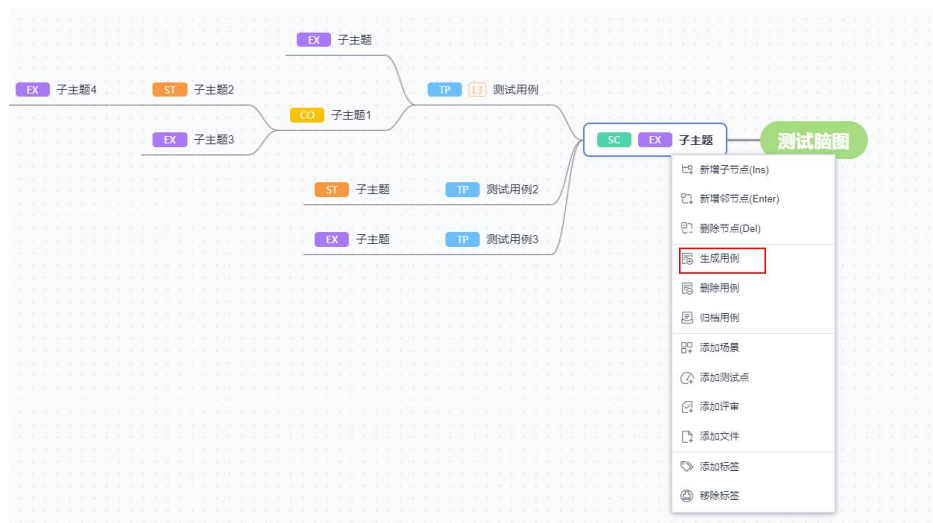 EX 子主题
EX 子主题4
ST 子主题2
TP L3 测试用例
CO 子主题1
EX 子主题3
SC EX 子主题
测试脑图
ST 子主题
TP 测试用例2
EX 子主题
TP 测试用例3
新增子节点(Ins)
新增邻节点(Enter)
删除节点(Del)
生成用例
删除用例
归档用例
添加场景
添加测试点
添加评审
添加文件
添加标签
移除标签